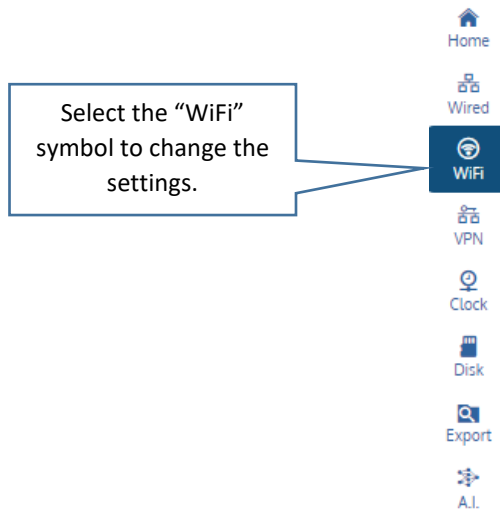 Home
Wired
Select the “WiFi”
symbol to change the
settings.
WiFi
VPN
Clock
Disk
Export
A.I.